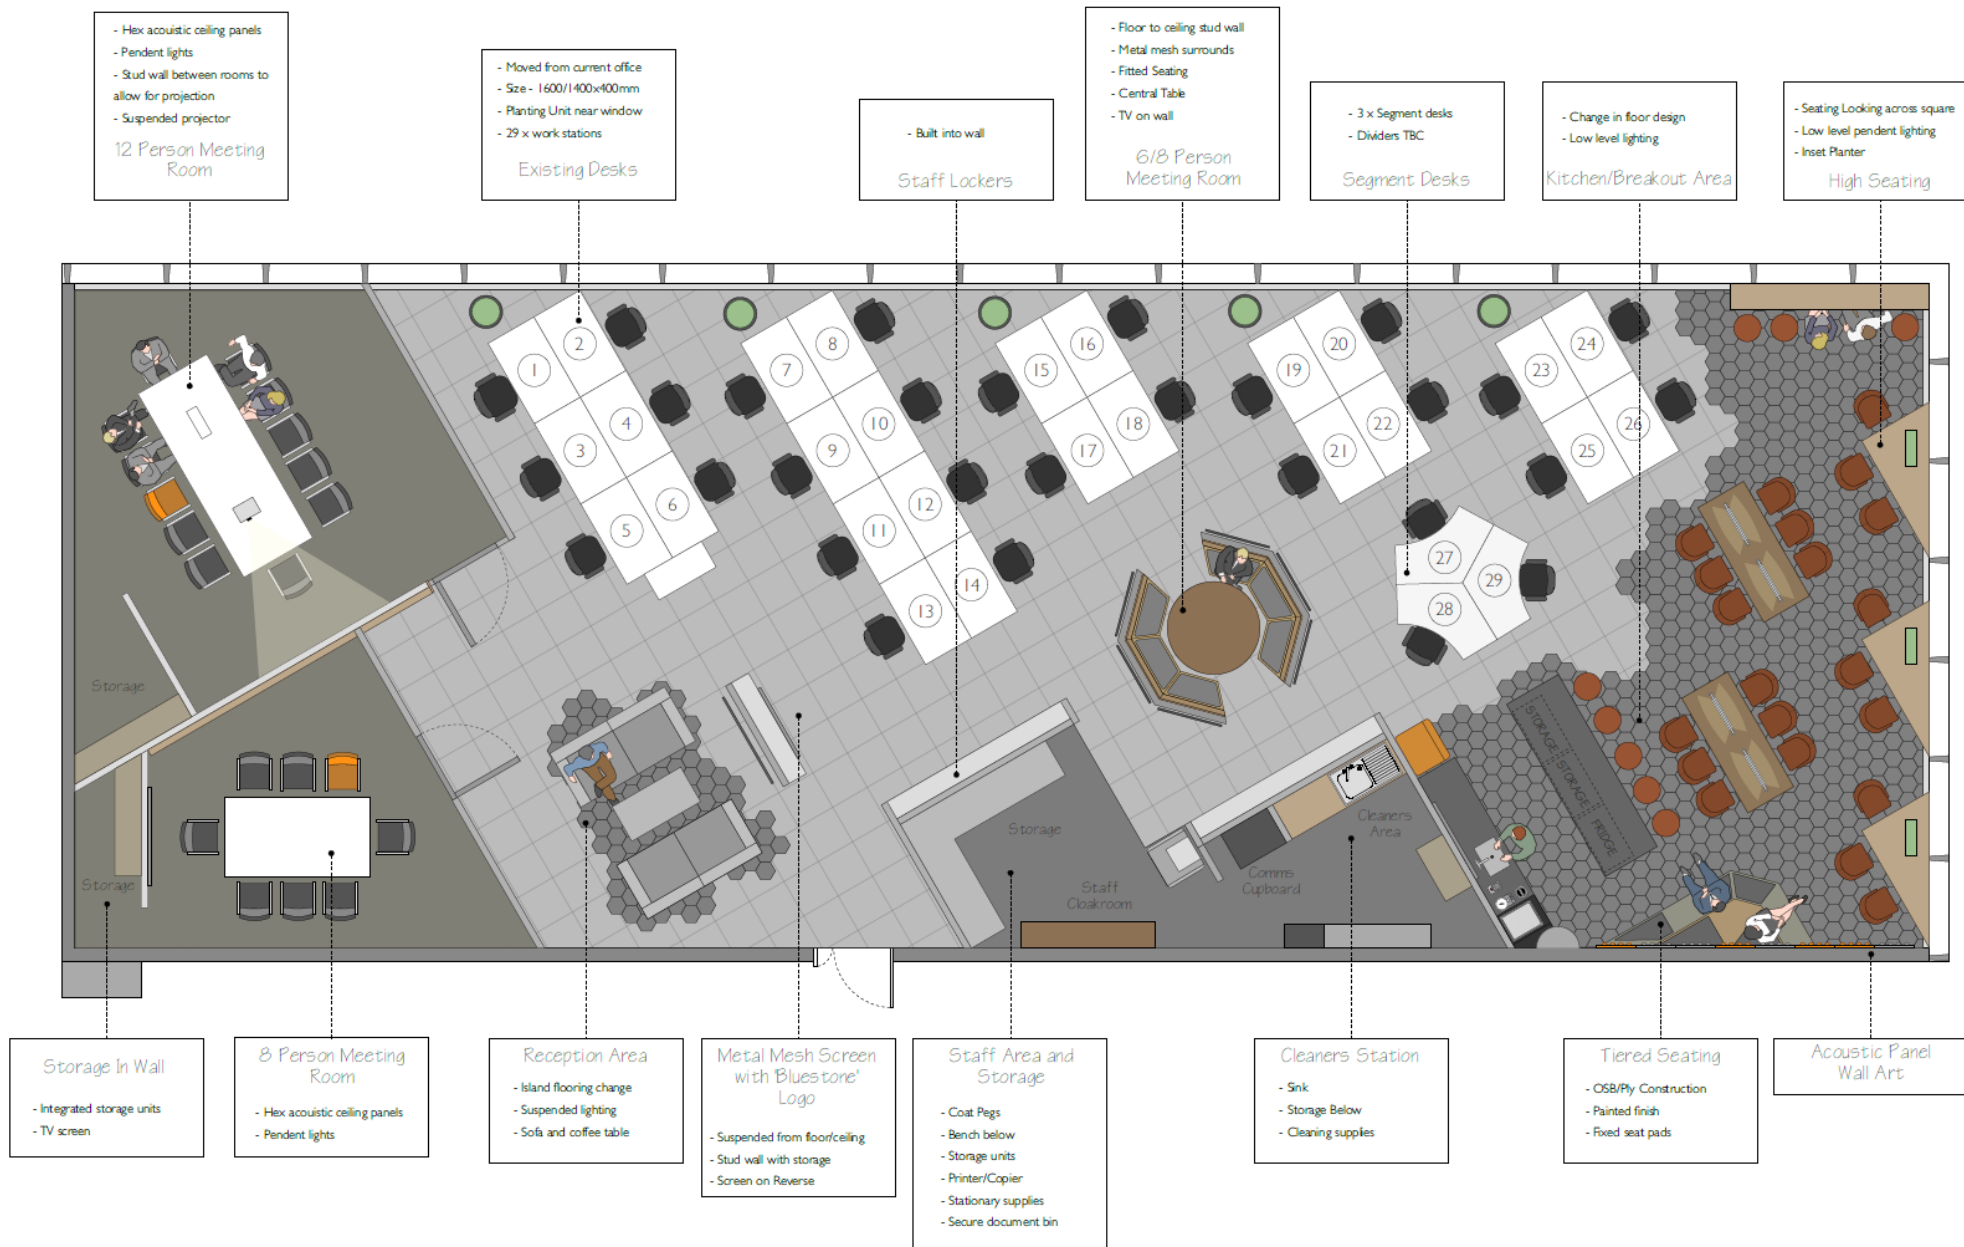 - Hex acouistic ceiling panels
- Pendent lights
- Stud wall between rooms to
allow for projection
- Suspended projector
12 Person Meeting
Room
- Moved from current office
- Size - 1600/1400x400mm
- Planting Unit near window
- 29 x work stations
Existing Desks
- Built into wall
Staff Lockers
- Floor to ceiling stud wall
- Metal mesh surrounds
- Fitted Seating
- Central Table
- TV on wall
6/8 Person
Meeting Room
- 3 x Segment desks
- Dividers TBC
Segment Desks
- Change in floor design
- Low level lighting
Kitchen/Breakout Area
- Seating Looking across square
- Low level pendent lighting
- Inset Planter
High Seating
1
2
3
4
5
6
7
8
9
10
11
12
13
14
15
16
17
18
19
20
21
22
23
24
25
26
27
28
29
Storage
Storage
Storage
Staff
Cloakroom
Comms
Cupboard
Cleaners
Area
STORAGE
STORAGE
FRIDGE
Storage In Wall
- Integrated storage units
- TV screen
8 Person Meeting
Room
- Hex acoustic ceiling panels
- Pendent lights
Reception Area
- Island flooring change
- Suspended lighting
- Sofa and coffee table
Metal Mesh Screen
with 'Bluestone'
Logo
- Suspended from floor/ceiling
- Stud wall with storage
- Screen on Reverse
Staff Area and
Storage
- Coat Pegs
- Bench below
- Storage units
- Printer/Copier
- Stationary supplies
- Secure document bin
Cleaners Station
- Sink
- Storage Below
- Cleaning supplies
Tiered Seating
- OSB/Ply Construction
- Painted finish
- Fixed seat pads
Acoustic Panel
Wall Art